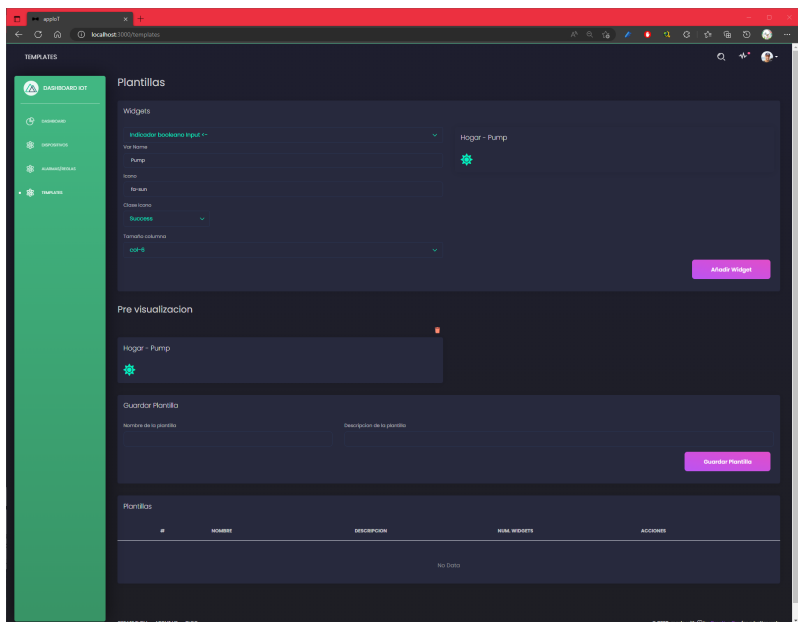 appIoT
localhost:3000/templates
TEMPLATES
DASHBOARD IOT
DASHBOARD
DISPOSITIVOS
TEMPLATES
Plantillas
Widgets
Indicador booleano Input <-
Var Name
Pump
Icono
fa-sun
Clase Icono
Success
Tamaño columna
col-6
Hogar - Pump
Añadir Widget
Pre visualizacion
Hogar - Pump
Guardar Plantilla
Nombre de la plantilla
Descripcion de la plantilla
Guardar Plantilla
Plantillas
# NOMBRE DESCRIPCION NUM. WIDGETS ACCIONES
No Data